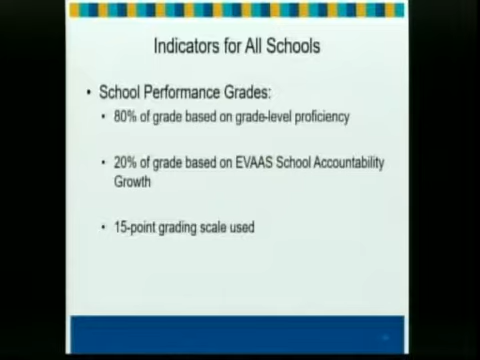 Indicators for All Schools
• School Performance Grades:
• 80% of grade based on grade-level proficiency
• 20% of grade based on EVAAS School Accountability
Growth
• 15-point grading scale used